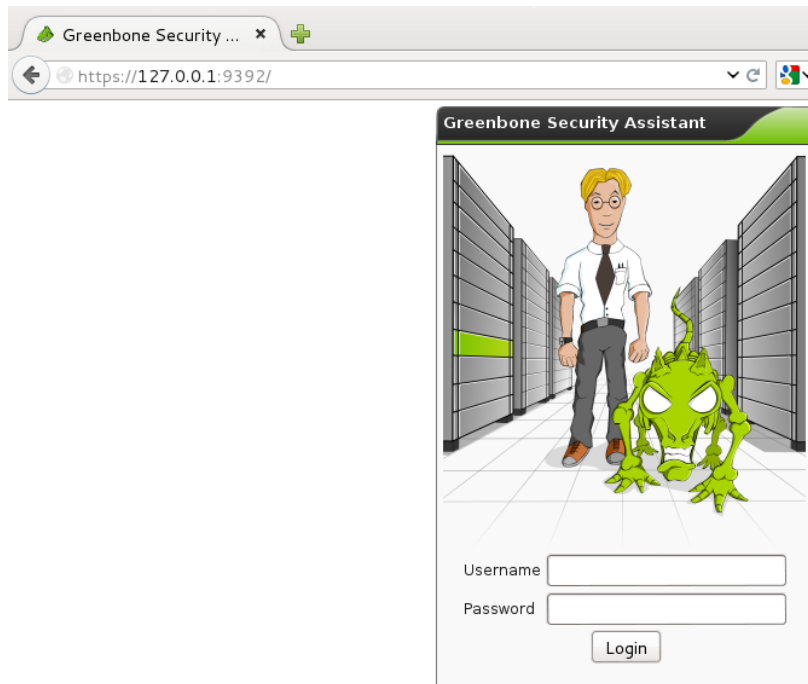 Greenbone Security ...
https://127.0.0.1:9392/
Greenbone Security Assistant
Username
Password
Login